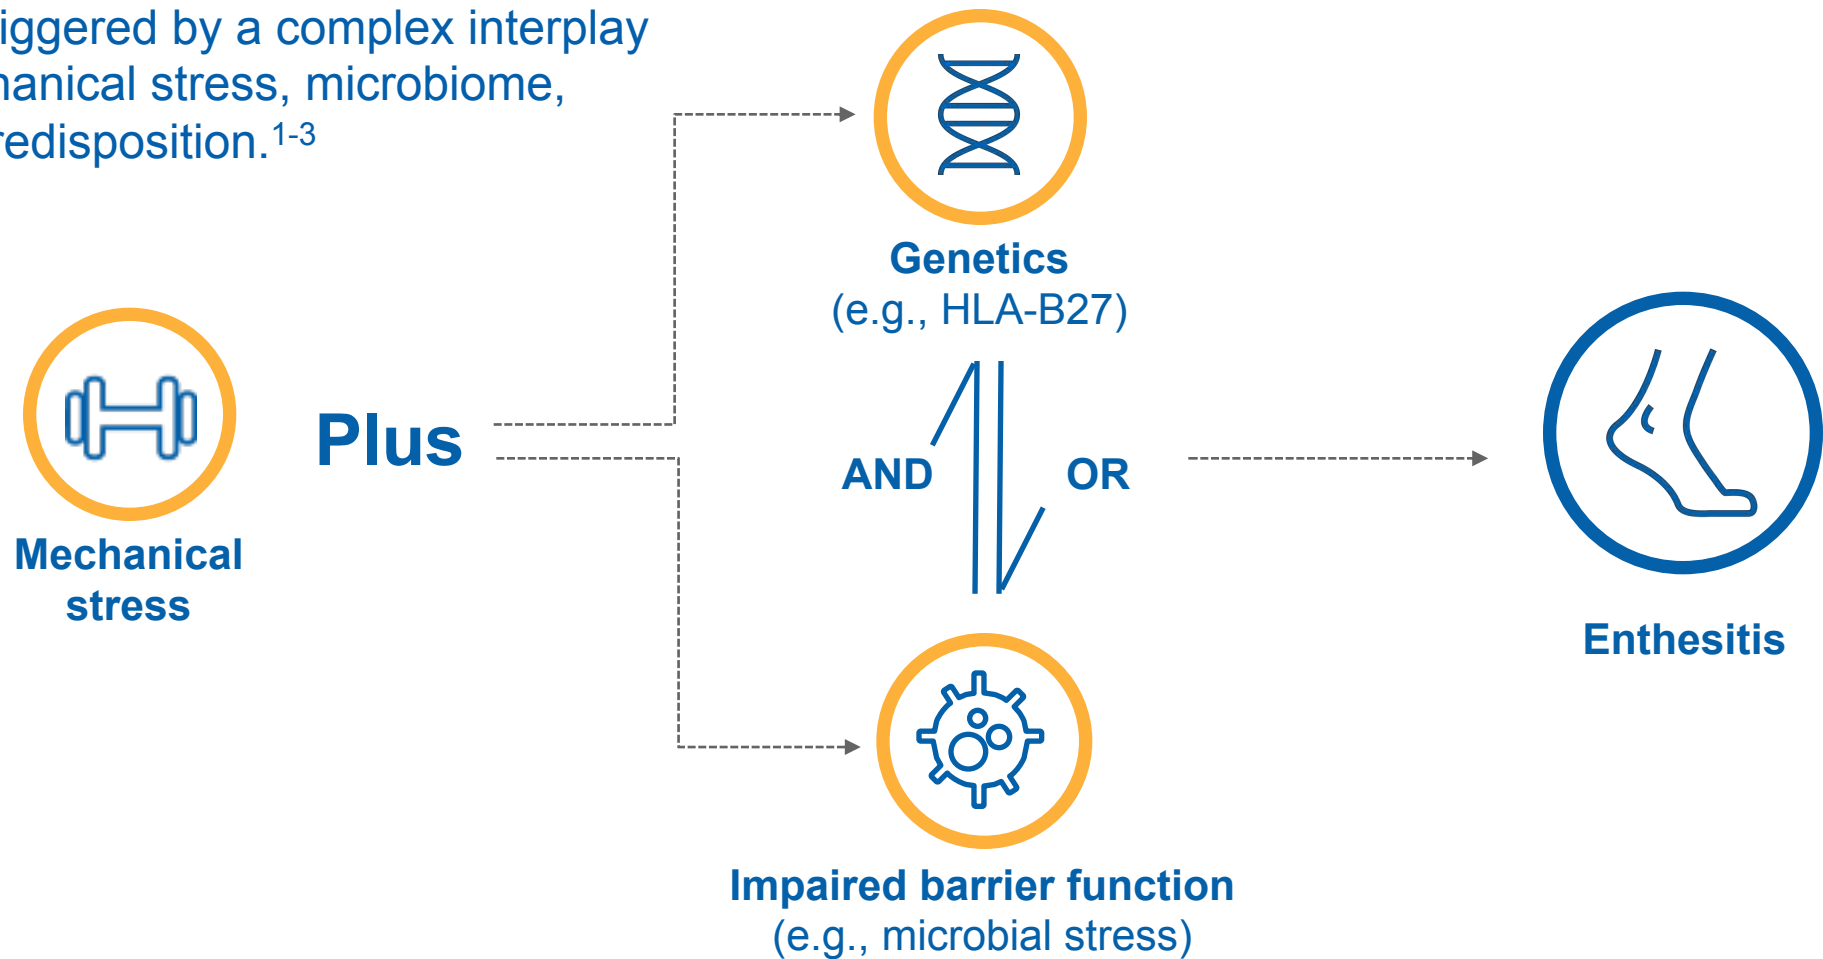 iggered by a complex interplay
hanical stress, microbiome,
redisposition.1-3
Genetics
(e.g., HLA-B27)
Mechanical
stress
Plus
AND
OR
Enthesitis
Impaired barrier function
(e.g., microbial stress)